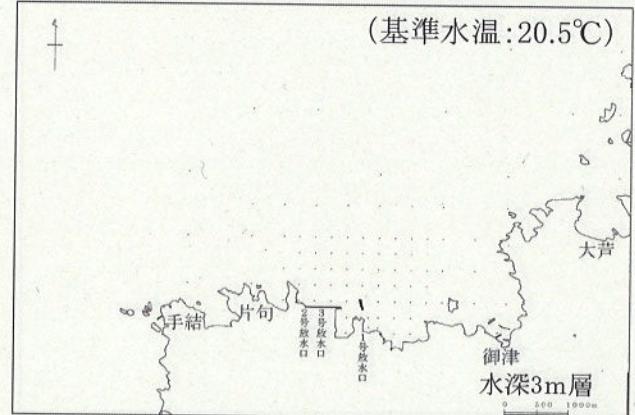 (基準水温:20.5℃)
大芦
手結
片句
2号放水口
3号放水口
1号放水口
御津
水深3m層
0 500 1000m